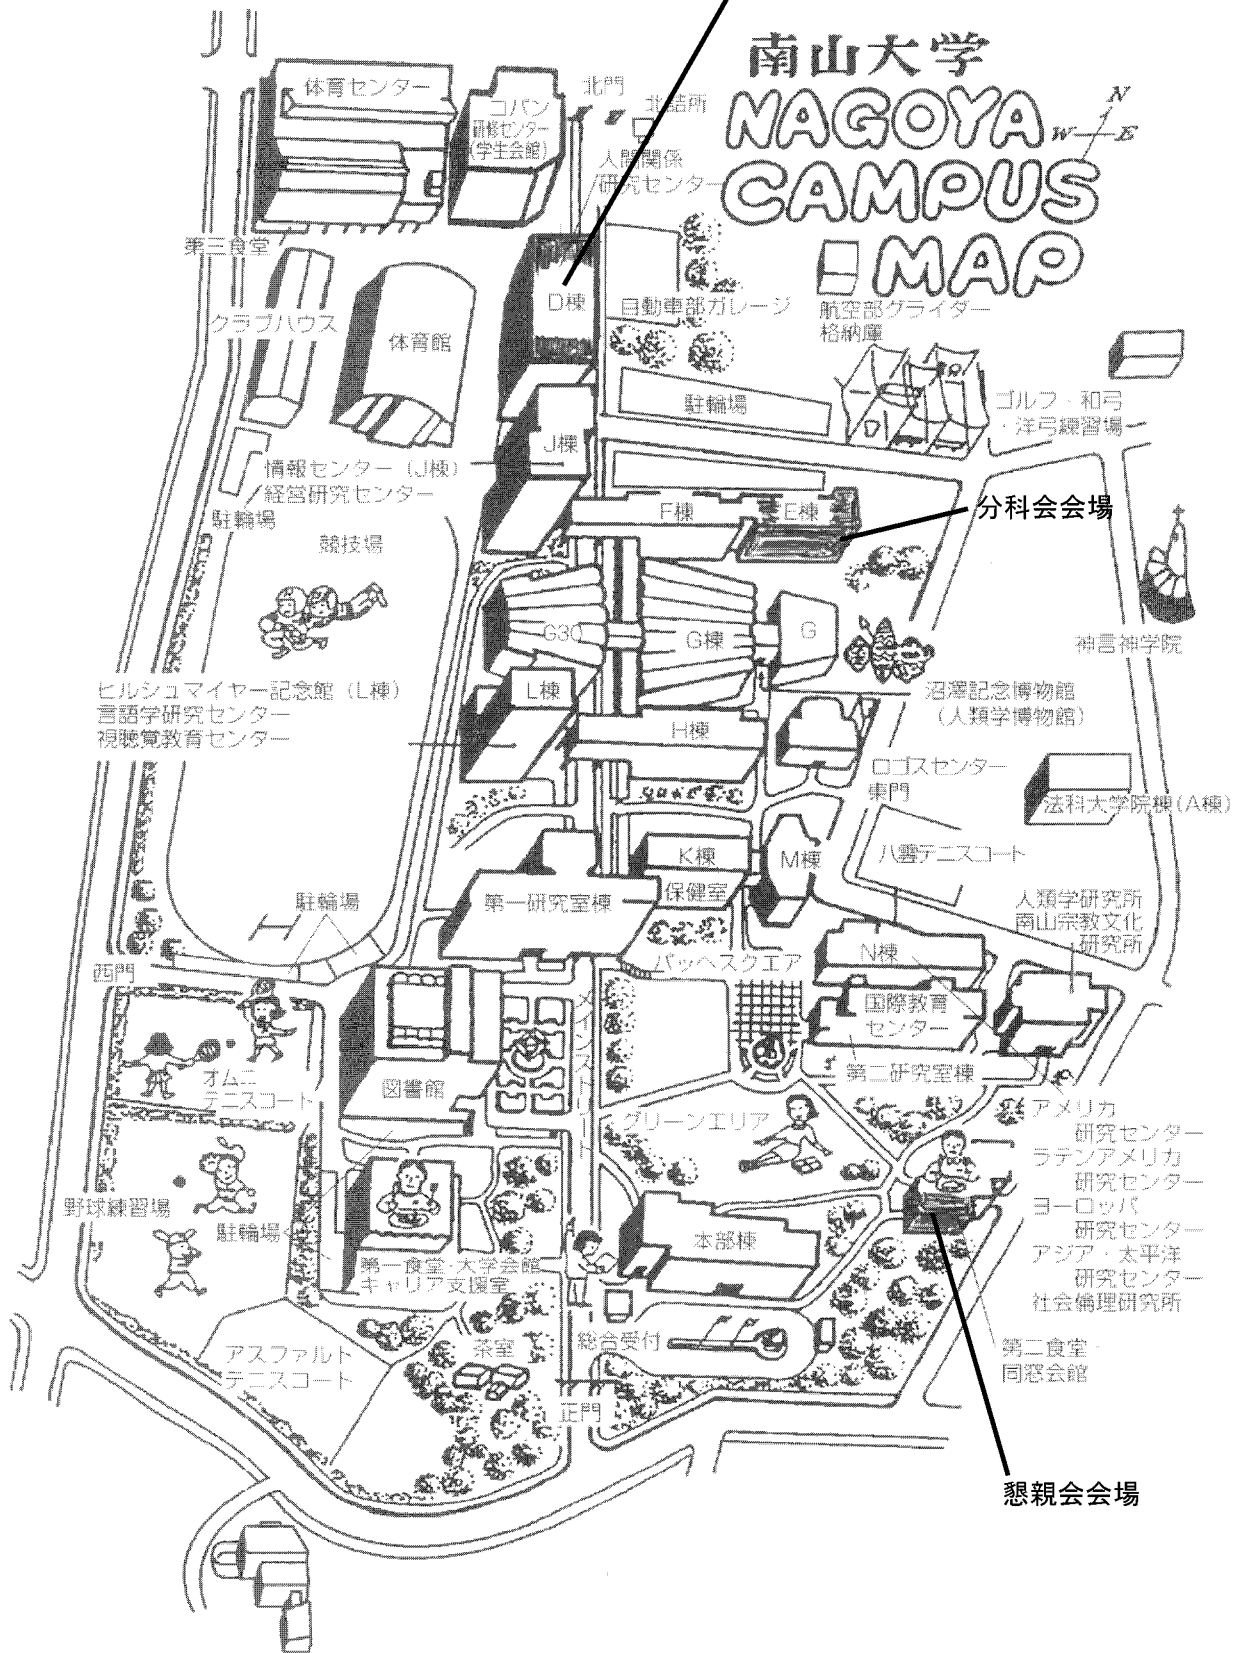 南山大学
NAGOYA
CAMPUS
MAP
N
W
E
体育センター
コパン
研修センター
(学生会館)
北門
北詰所
人間関係
研究センター
第三食堂
クラブハウス
体育館
D棟
自動車部ガレージ
航空部グライダー
格納庫
駐輪場
ゴルフ・和弓
・洋弓練習場
J棟
情報センター (J棟)
経営研究センター
駐輪場
競技場
F棟
E棟
分科会会場
G30
G棟
G
神言神学院
ヒルシュマイヤー記念館 (L棟)
言語学研究センター
視聴覚教育センター
L棟
H棟
沼澤記念博物館
(人類学博物館)
ロゴスセンター
東門
法科大学院棟(A棟)
K棟
M棟
八雲テニスコート
保健室
第一研究室棟
駐輪場
人類学研究所
南山宗教文化
研究所
西門
パッヘスクエア
N棟
国際教育
センター
メインストリート
オムニ
テニスコート
図書館
第二研究室棟
グリーンエリア
アメリカ
研究センター
ラテンアメリカ
研究センター
ヨーロッパ
研究センター
アジア・太平洋
研究センター
社会倫理研究所
野球練習場
駐輪場
本部棟
第一食堂・大学会館
キャリア支援室
アスファルト
テニスコート
茶室
総合受付
第二食堂・
同窓会館
正門
懇親会会場